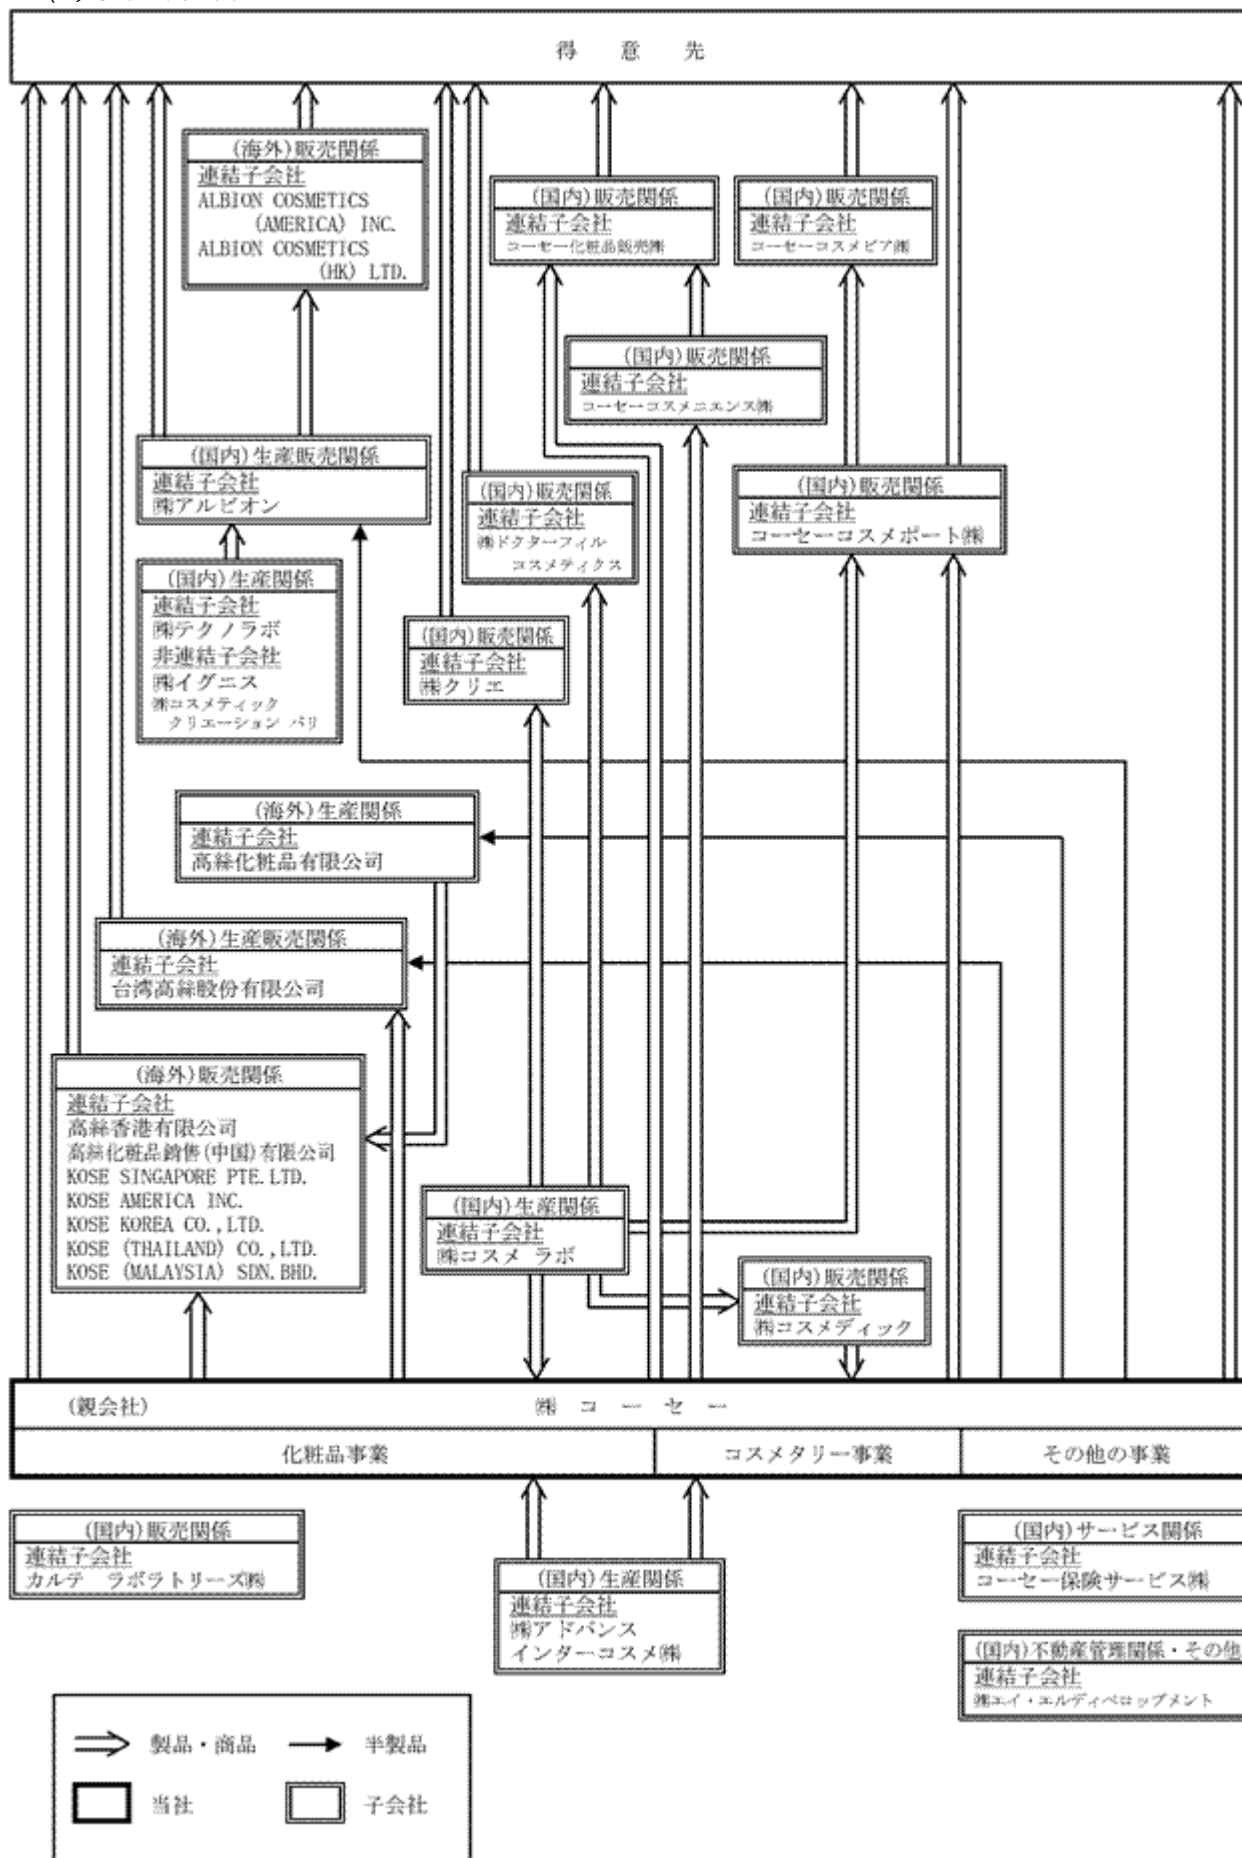 得意先
(海外)販売関係
連結子会社
ALBION COSMETICS
(AMERICA) INC.
ALBION COSMETICS
(HK) LTD.
(国内)販売関係
連結子会社
コーセー化粧品販売㈱
(国内)販売関係
連結子会社
コーセーコスメピア㈱
(国内)販売関係
連結子会社
コーセーコスメニエンス㈱
(国内)生産販売関係
連結子会社
㈱アルビオン
(国内)販売関係
連結子会社
㈱ドクターフィル
コスメティクス
(国内)販売関係
連結子会社
コーセーコスメポート㈱
(国内)生産関係
連結子会社
㈱テクノラボ
非連結子会社
㈱イグニス
㈱コスメティック
クリエーション パリ
(国内)販売関係
連結子会社
㈱クリエ
(海外)生産関係
連結子会社
高絲化粧品有限公司
(海外)生産販売関係
連結子会社
台湾高絲股份有限公司
(海外)販売関係
連結子会社
高絲香港有限公司
高絲化粧品銷售(中国)有限公司
KOSE SINGAPORE PTE.LTD.
KOSE AMERICA INC.
KOSE KOREA CO.,LTD.
KOSE (THAILAND) CO.,LTD.
KOSE (MALAYSIA) SDN.BHD.
(国内)生産関係
連結子会社
㈱コスメ ラボ
(国内)販売関係
連結子会社
㈱コスメディック
(親会社) ㈱コーセー
化粧品事業 コスメタリー事業 その他の事業
(国内)販売関係
連結子会社
カルテ ラボラトリーズ㈱
(国内)生産関係
連結子会社
㈱アドバンス
インターコスメ㈱
(国内)サービス関係
連結子会社
コーセー保険サービス㈱
(国内)不動産管理関係・その他
連結子会社
㈱エイ・エルディベロップメント
製品・商品 半製品
当社 子会社